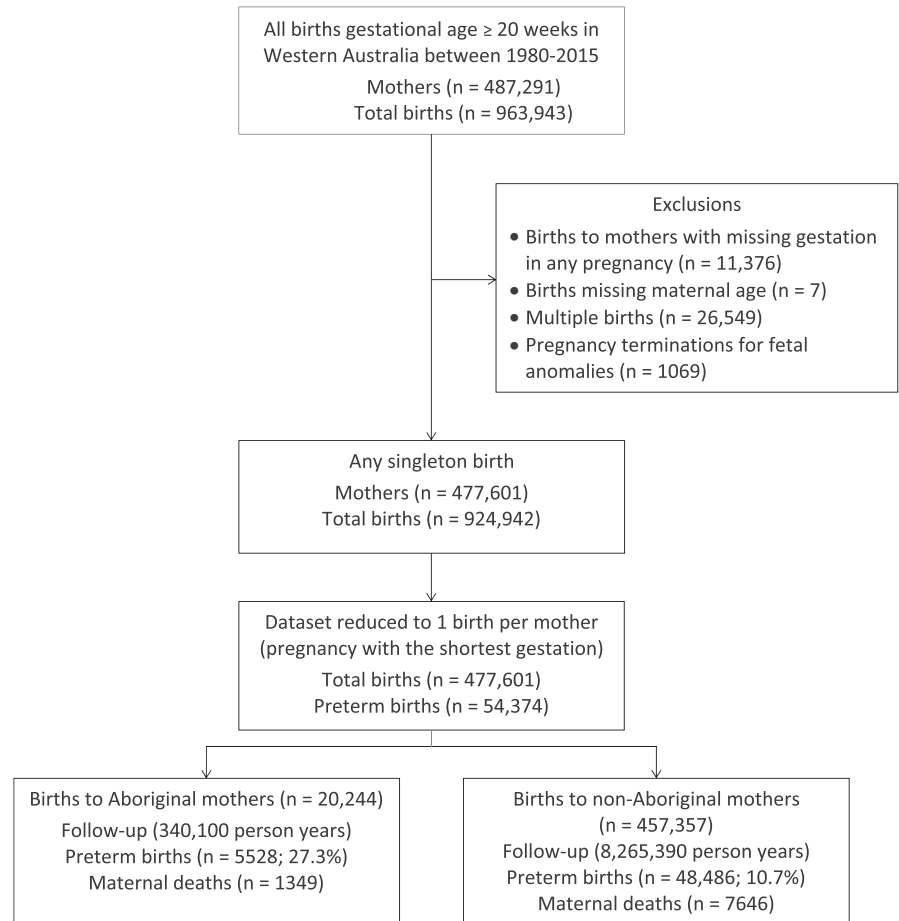 All births gestational age ≥ 20 weeks in
Western Australia between 1980-2015
Mothers (n = 487,291)
Total births (n = 963,943)
Exclusions
• Births to mothers with missing gestation
in any pregnancy (n = 11,376)
• Births missing maternal age (n = 7)
• Multiple births (n = 26,549)
• Pregnancy terminations for fetal
anomalies (n = 1069)
Any singleton birth
Mothers (n = 477,601)
Total births (n = 924,942)
Dataset reduced to 1 birth per mother
(pregnancy with the shortest gestation)
Total births (n = 477,601)
Preterm births (n = 54,374)
Births to Aboriginal mothers (n = 20,244)
Follow-up (340,100 person years)
Preterm births (n = 5528; 27.3%)
Maternal deaths (n = 1349)
Births to non-Aboriginal mothers
(n = 457,357)
Follow-up (8,265,390 person years)
Preterm births (n = 48,486; 10.7%)
Maternal deaths (n = 7646)